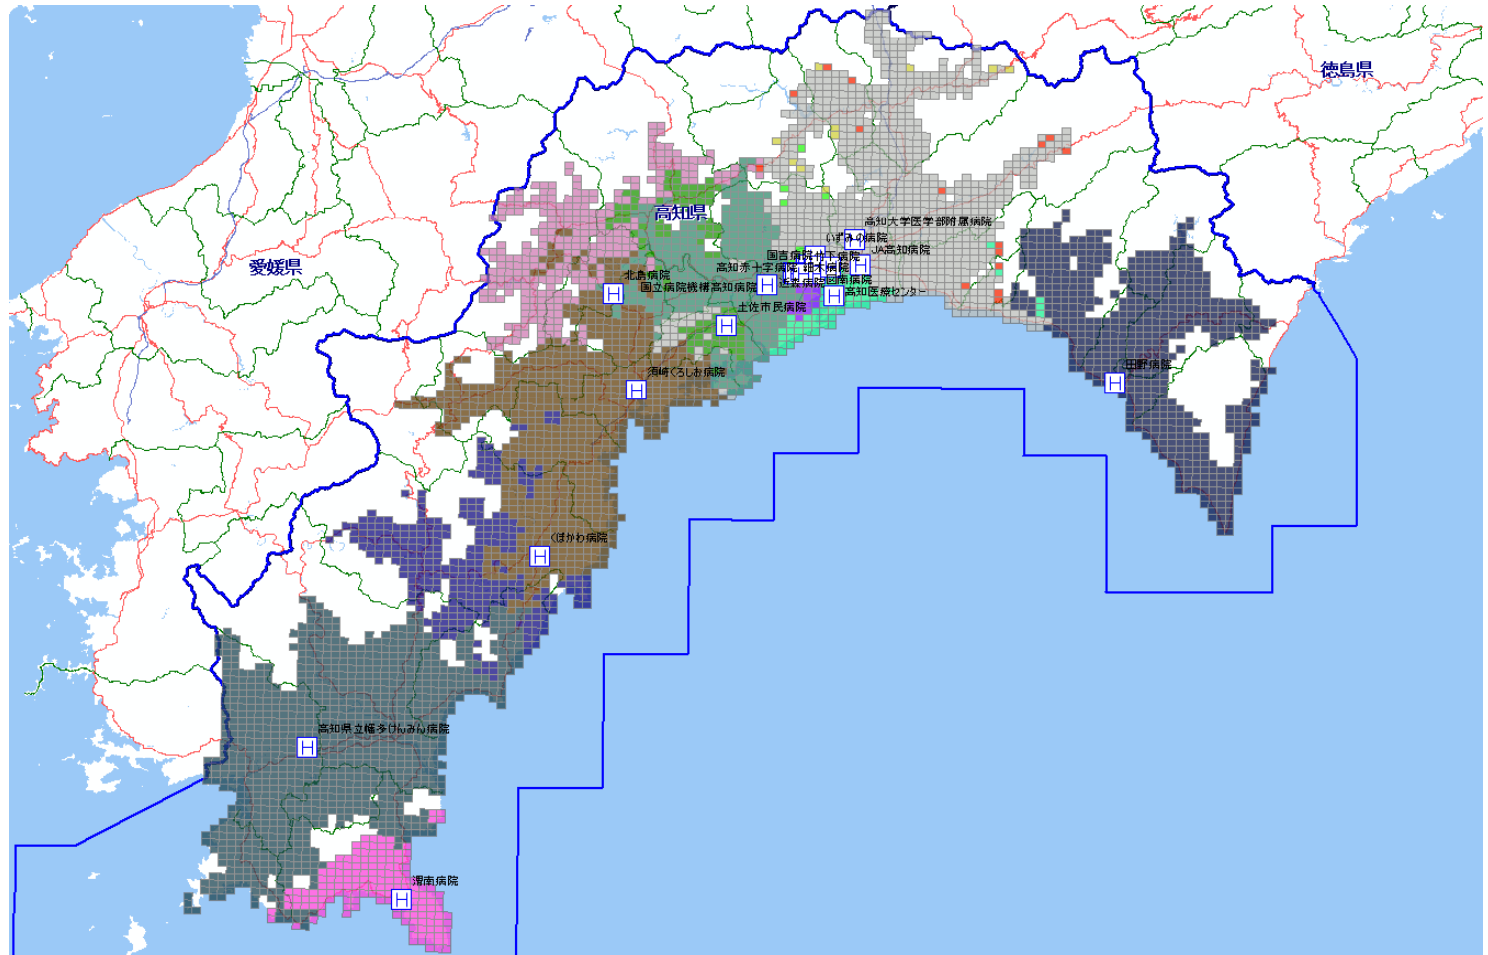 徳島県
高知県
高知大学医学部附属病院
いずみの病院
JA高知病院
国吉病院
竹下病院
愛媛県
高知赤十字病院
細木病院
北島病院
国立病院機構高知病院
近森病院
図南病院
高知医療センター
土佐市民病院
田野病院
須崎くろしお病院
くぼかわ病院
高知県立幡多けんみん病院
渭南病院